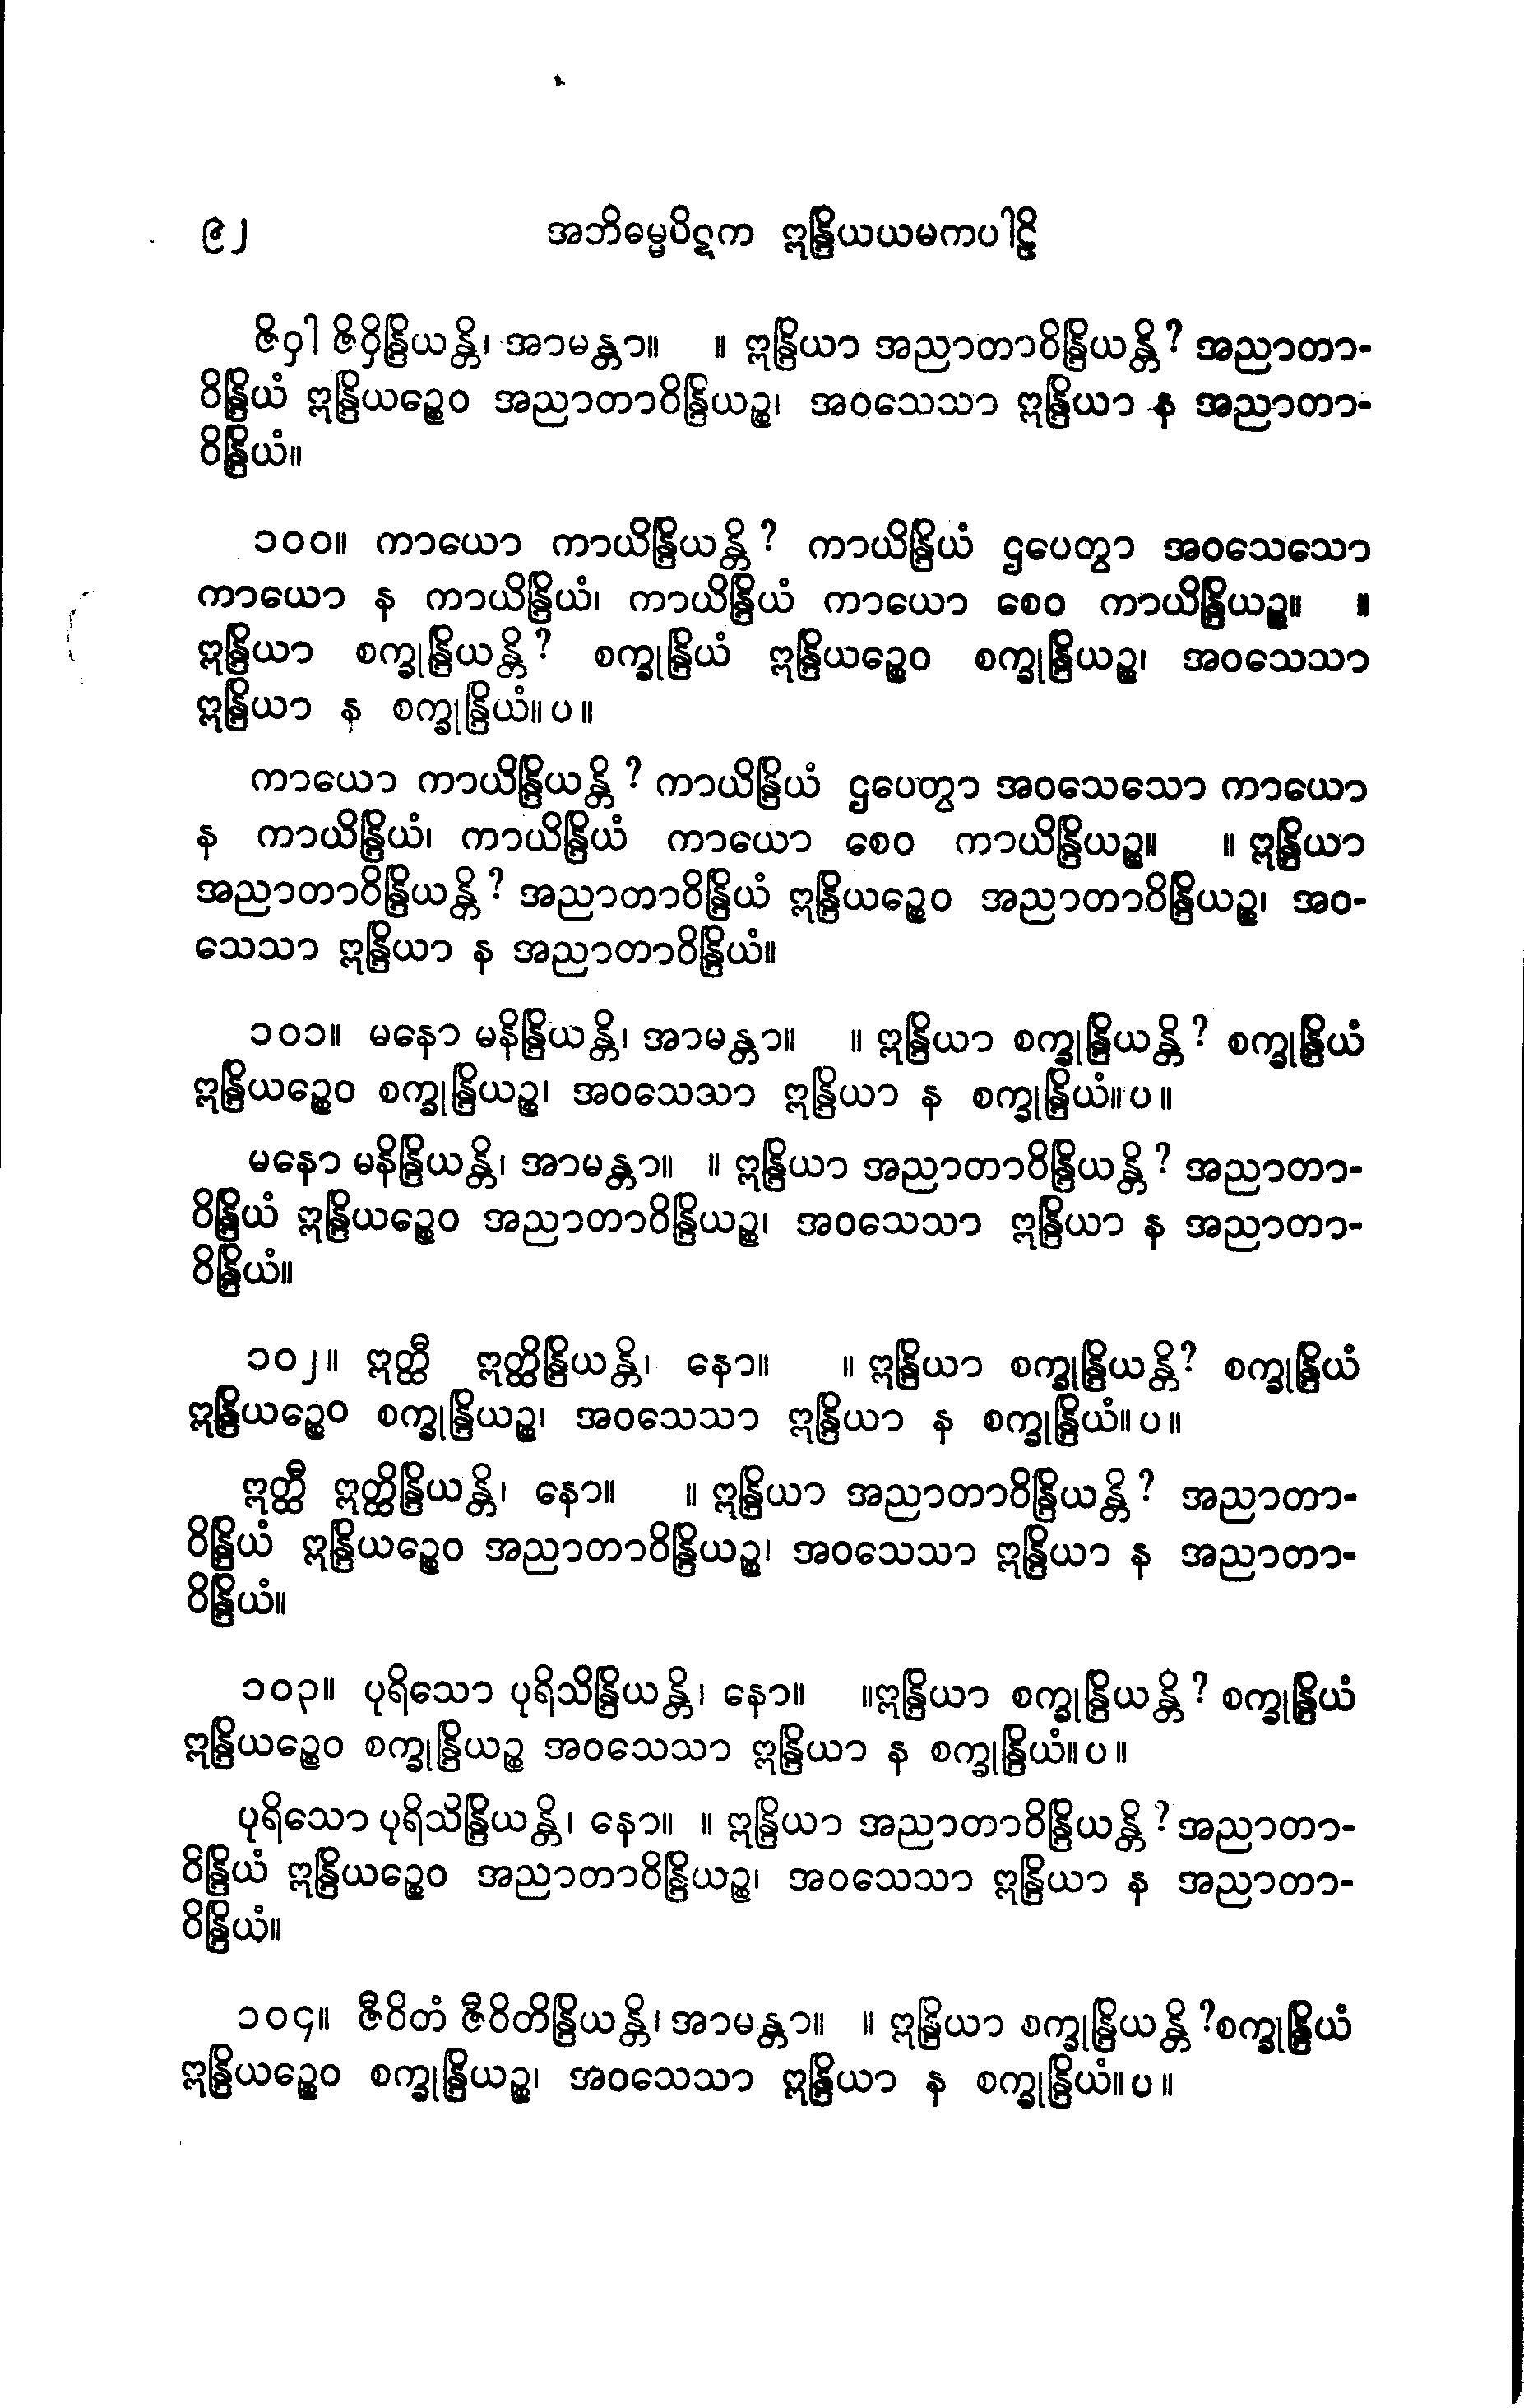 ၉၂ အဘိဓမ္မပိဋက ဣန္ဒြိယယမကပါဠိ
ဇိဝှါ ဇိဝှိန္ဒြိယန္တိ၊ အာမန္တာ။ ။ ဣန္ဒြိယာ အညာတာဝိန္ဒြိယန္တိ? အညာတာ-
ဝိန္ဒြိယံ ဣန္ဒြိယဉ္စေဝ အညာတာဝိန္ဒြိယဉ္စ၊ အဝသေသာ ဣန္ဒြိယာ န အညာတာ-
ဝိန္ဒြိယံ။
၁၀၀။ ကာယော ကာယိန္ဒြိယန္တိ? ကာယိန္ဒြိယံ ဌပေတွာ အဝသေသော
ကာယော န ကာယိန္ဒြိယံ၊ ကာယိန္ဒြိယံ ကာယော စေဝ ကာယိန္ဒြိယဉ္စ။ ။
ဣန္ဒြိယာ စက္ခုန္ဒြိယန္တိ? စက္ခုန္ဒြိယံ ဣန္ဒြိယဉ္စေဝ စက္ခုန္ဒြိယဉ္စ၊ အဝသေသာ
ဣန္ဒြိယာ န စက္ခုန္ဒြိယံ။ပ။
ကာယော ကာယိန္ဒြိယန္တိ? ကာယိန္ဒြိယံ ဌပေတွာ အဝသေသော ကာယော
န ကာယိန္ဒြိယံ၊ ကာယိန္ဒြိယံ ကာယော စေဝ ကာယိန္ဒြိယဉ္စ။ ။ ဣန္ဒြိယာ
အညာတာဝိန္ဒြိယန္တိ? အညာတာဝိန္ဒြိယံ ဣန္ဒြိယဉ္စေဝ အညာတာဝိန္ဒြိယဉ္စ၊ အဝ-
သေသာ ဣန္ဒြိယာ န အညာတာဝိန္ဒြိယံ။
၁၀၁။ မနော မနိန္ဒြိယန္တိ၊ အာမန္တာ။ ။ ဣန္ဒြိယာ စက္ခုန္ဒြိယန္တိ? စက္ခုန္ဒြိယံ
ဣန္ဒြိယဉ္စေဝ စက္ခုန္ဒြိယဉ္စ၊ အဝသေသာ ဣန္ဒြိယာ န စက္ခုန္ဒြိယံ။ပ။
မနော မနိန္ဒြိယန္တိ၊ အာမန္တာ။ ။ ဣန္ဒြိယာ အညာတာဝိန္ဒြိယန္တိ? အညာတာ-
ဝိန္ဒြိယံ ဣန္ဒြိယဉ္စေဝ အညာတာဝိန္ဒြိယဉ္စ၊ အဝသေသာ ဣန္ဒြိယာ န အညာတာ-
ဝိန္ဒြိယံ။
၁၀၂။ ဣတ္ထီ ဣတ္ထိန္ဒြိယန္တိ၊ နော။ ။ ဣန္ဒြိယာ စက္ခုန္ဒြိယန္တိ? စက္ခုန္ဒြိယံ
ဣန္ဒြိယဉ္စေဝ စက္ခုန္ဒြိယဉ္စ၊ အဝသေသာ ဣန္ဒြိယာ န စက္ခုန္ဒြိယံ။ပ။
ဣတ္ထီ ဣတ္ထိန္ဒြိယန္တိ၊ နော။ ။ ဣန္ဒြိယာ အညာတာဝိန္ဒြိယန္တိ? အညာတာ-
ဝိန္ဒြိယံ ဣန္ဒြိယဉ္စေဝ အညာတာဝိန္ဒြိယဉ္စ၊ အဝသေသာ ဣန္ဒြိယာ န အညာတာ-
ဝိန္ဒြိယံ။
၁၀၃။ ပုရိသော ပုရိသိန္ဒြိယန္တိ၊ နော။ ။ဣန္ဒြိယာ စက္ခုန္ဒြိယန္တိ? စက္ခုန္ဒြိယံ
ဣန္ဒြိယဉ္စေဝ စက္ခုန္ဒြိယဉ္စ အဝသေသာ ဣန္ဒြိယာ န စက္ခုန္ဒြိယံ။ပ။
ပုရိသော ပုရိသိန္ဒြိယန္တိ၊ နော။ ။ ဣန္ဒြိယာ အညာတာဝိန္ဒြိယန္တိ? အညာတာ-
ဝိန္ဒြိယံ ဣန္ဒြိယဉ္စေဝ အညာတာဝိန္ဒြိယဉ္စ၊ အဝသေသာ ဣန္ဒြိယာ န အညာတာ-
ဝိန္ဒြိယံ။
၁၀၄။ ဇီဝိတံ ဇီဝိတိန္ဒြိယန္တိ၊ အာမန္တာ။ ။ ဣန္ဒြိယာ စက္ခုန္ဒြိယန္တိ?စက္ခုန္ဒြိယံ
ဣန္ဒြိယဉ္စေဝ စက္ခုန္ဒြိယဉ္စ၊ အဝသေသာ ဣန္ဒြိယာ န စက္ခုန္ဒြိယံ။ပ။